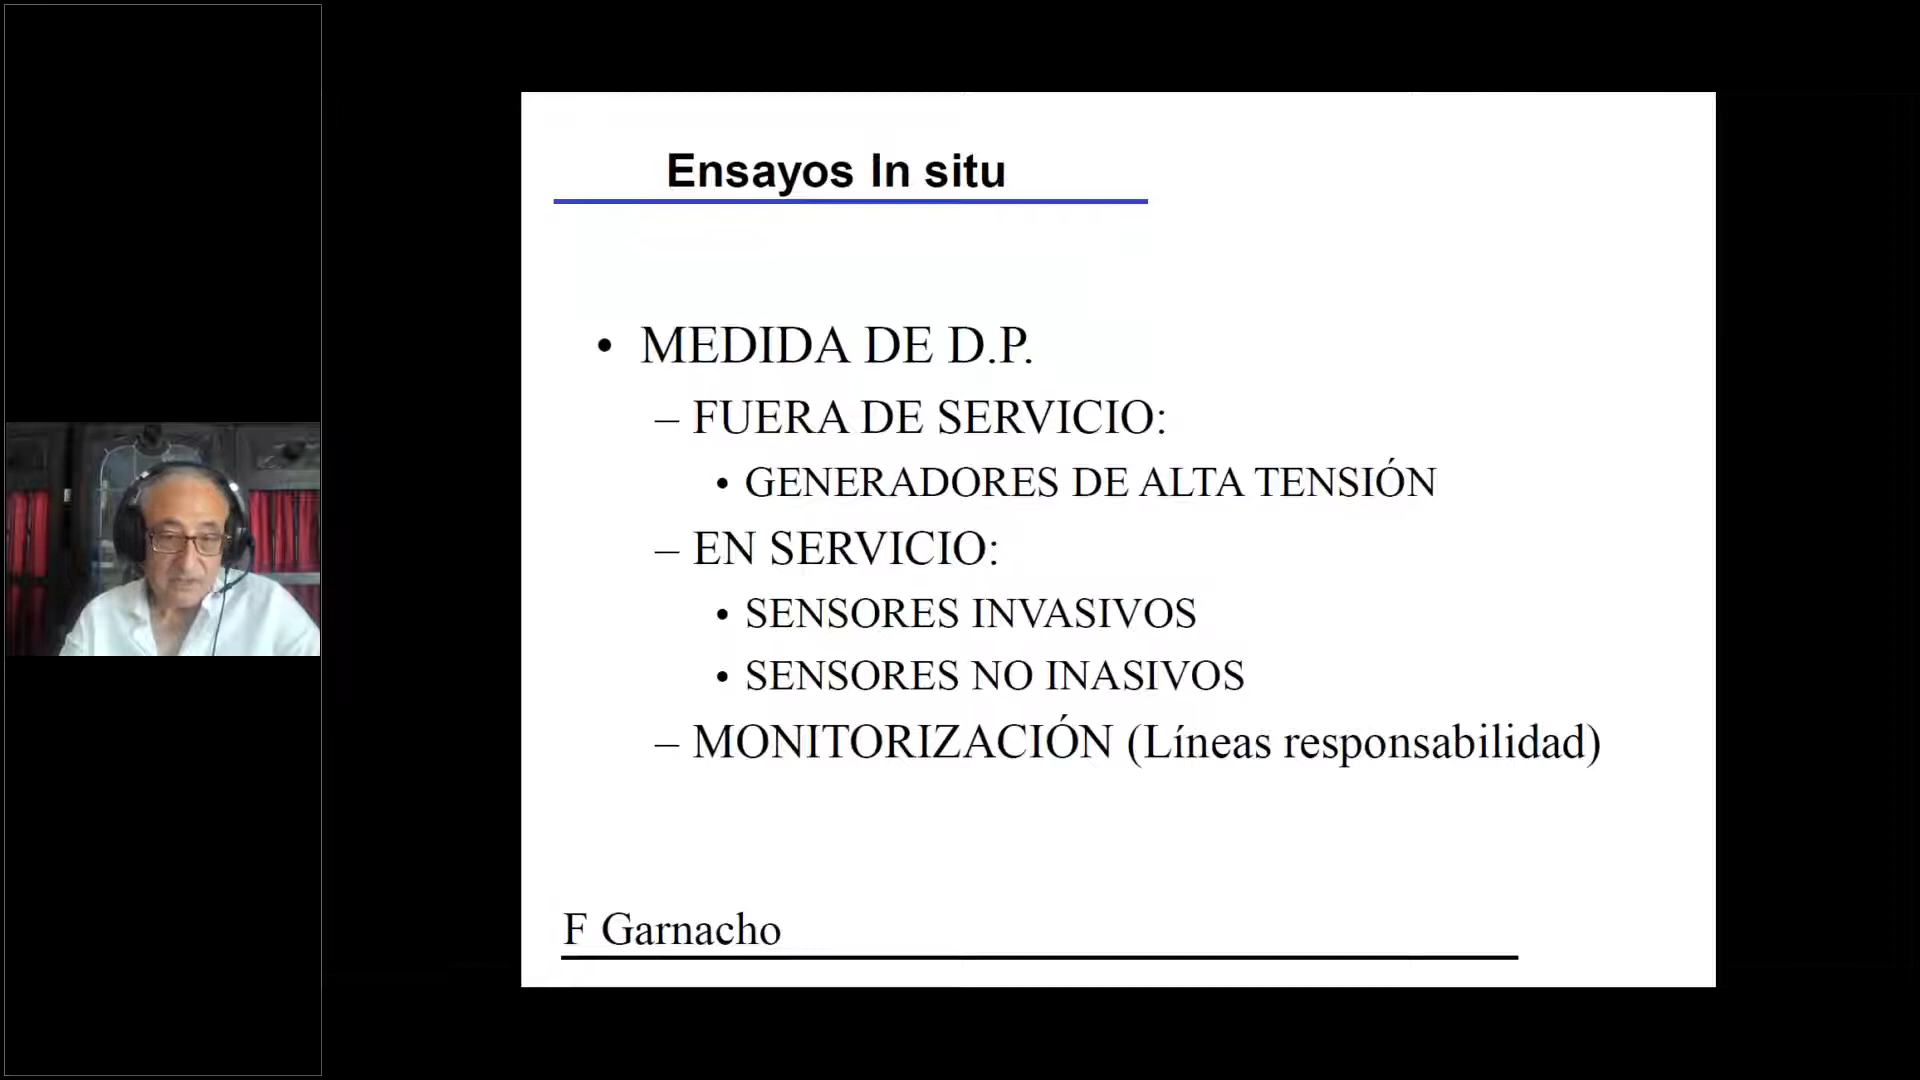 Ensayos In situ
• MEDIDA DE D.P.
– FUERA DE SERVICIO:
• GENERADORES DE ALTA TENSIÓN
– EN SERVICIO:
• SENSORES INVASIVOS
• SENSORES NO INASIVOS
– MONITORIZACIÓN (Líneas responsabilidad)
F Garnacho